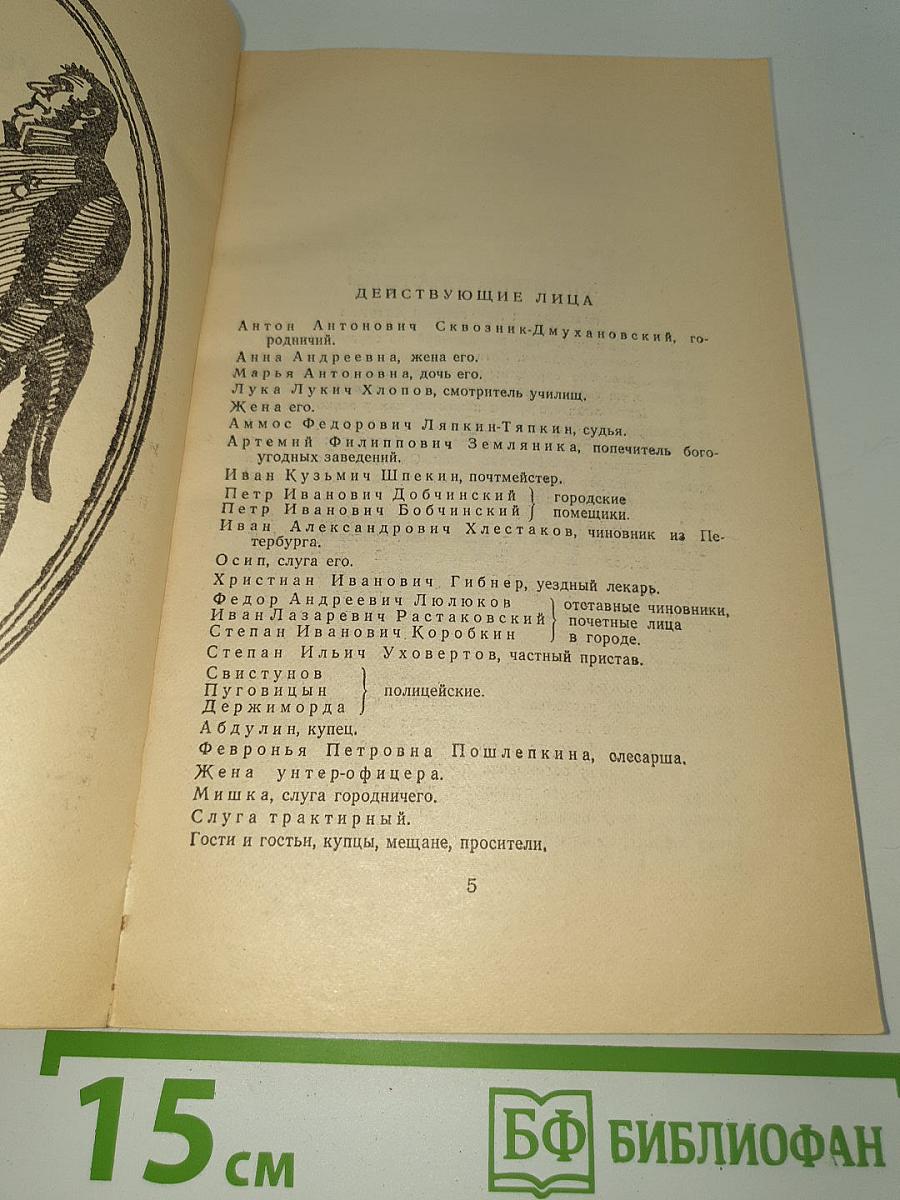 ДЕЙСТВУЮЩИЕ ЛИЦА
Антон Антонович Сквозник-Дмухановский, го-
родничий.
Анна Андреевна, жена его.
Марья Антоновна, дочь его.
Лука Лукич Хлопов, смотритель училищ.
Жена его.
Аммос Федорович Ляпкин-Тяпкин, судья.
Артемий Филиппович Земляника, попечитель бого-
угодных заведений.
Иван Кузьмич Шпекин, почтмейстер.
Петр Иванович Добчинский } городские
Петр Иванович Бобчинский } помещики.
Иван Александрович Хлестаков, чиновник из Пе-
тербурга.
Осип, слуга его.
Христиан Иванович Гибнер, уездный лекарь.
Федор Андреевич Люлюков } отставные чиновники,
Иван Лазаревич Растаковский } почетные лица
Степан Иванович Коробкин } в городе.
Степан Ильич Уховертов, частный пристав.
Свистунов
Пуговицын } полицейские.
Держиморда
Абдулин, купец.
Февронья Петровна Пошлепкина, слесарша.
Жена унтер-офицера.
Мишка, слуга городничего.
Слуга трактирный.
Гости и гостьи, купцы, мещане, просители.
5
15 см
БФ БИБЛИОФАН